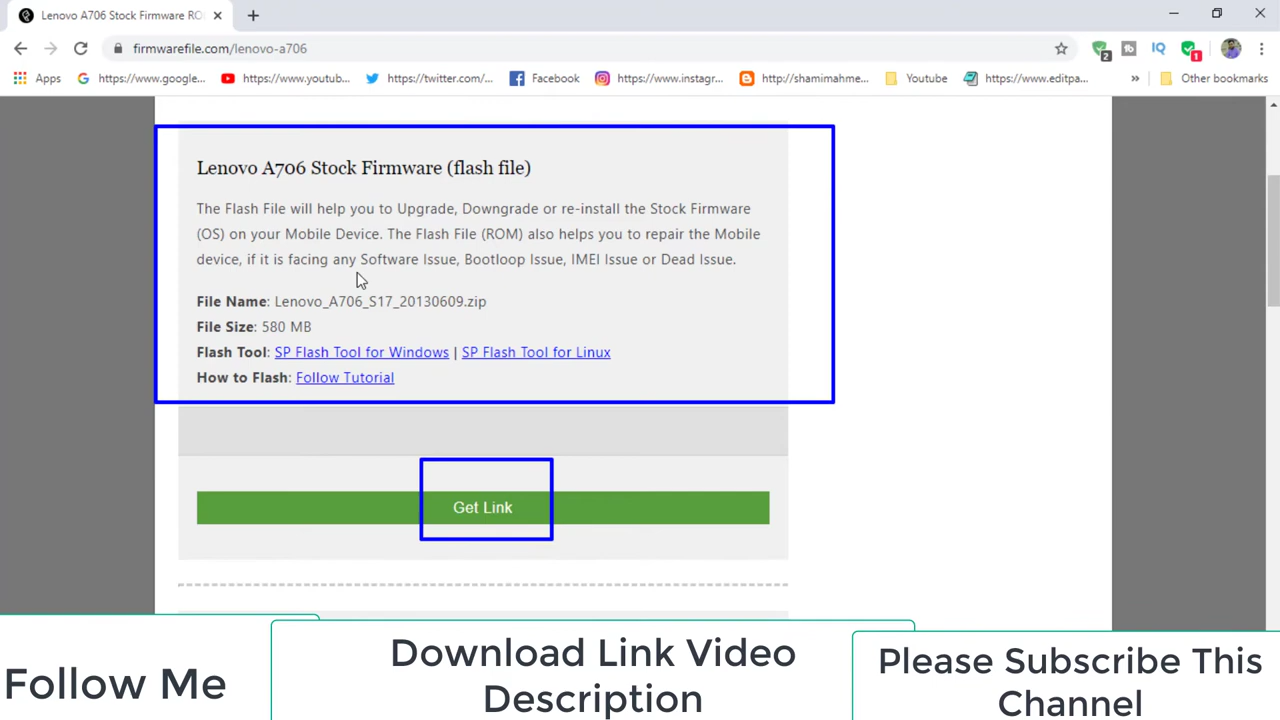 Lenovo A706 Stock Firmware RO
firmwarefile.com/lenovo-a706
2
1
Apps
https://www.google...
https://www.youtub...
https://twitter.com/...
Facebook
https://www.instagr...
http://shamimahme...
Youtube
https://www.editpa...
»
Other bookmarks
Lenovo A706 Stock Firmware (flash file)
The Flash File will help you to Upgrade, Downgrade or re-install the Stock Firmware
(OS) on your Mobile Device. The Flash File (ROM) also helps you to repair the Mobile
device, if it is facing any Software Issue, Bootloop Issue, IMEI Issue or Dead Issue.
File Name: Lenovo_A706_S17_20130609.zip
File Size: 580 MB
Flash Tool: SP Flash Tool for Windows | SP Flash Tool for Linux
How to Flash: Follow Tutorial
Get Link
Follow Me
Download Link Video
Description
Please Subscribe This
Channel